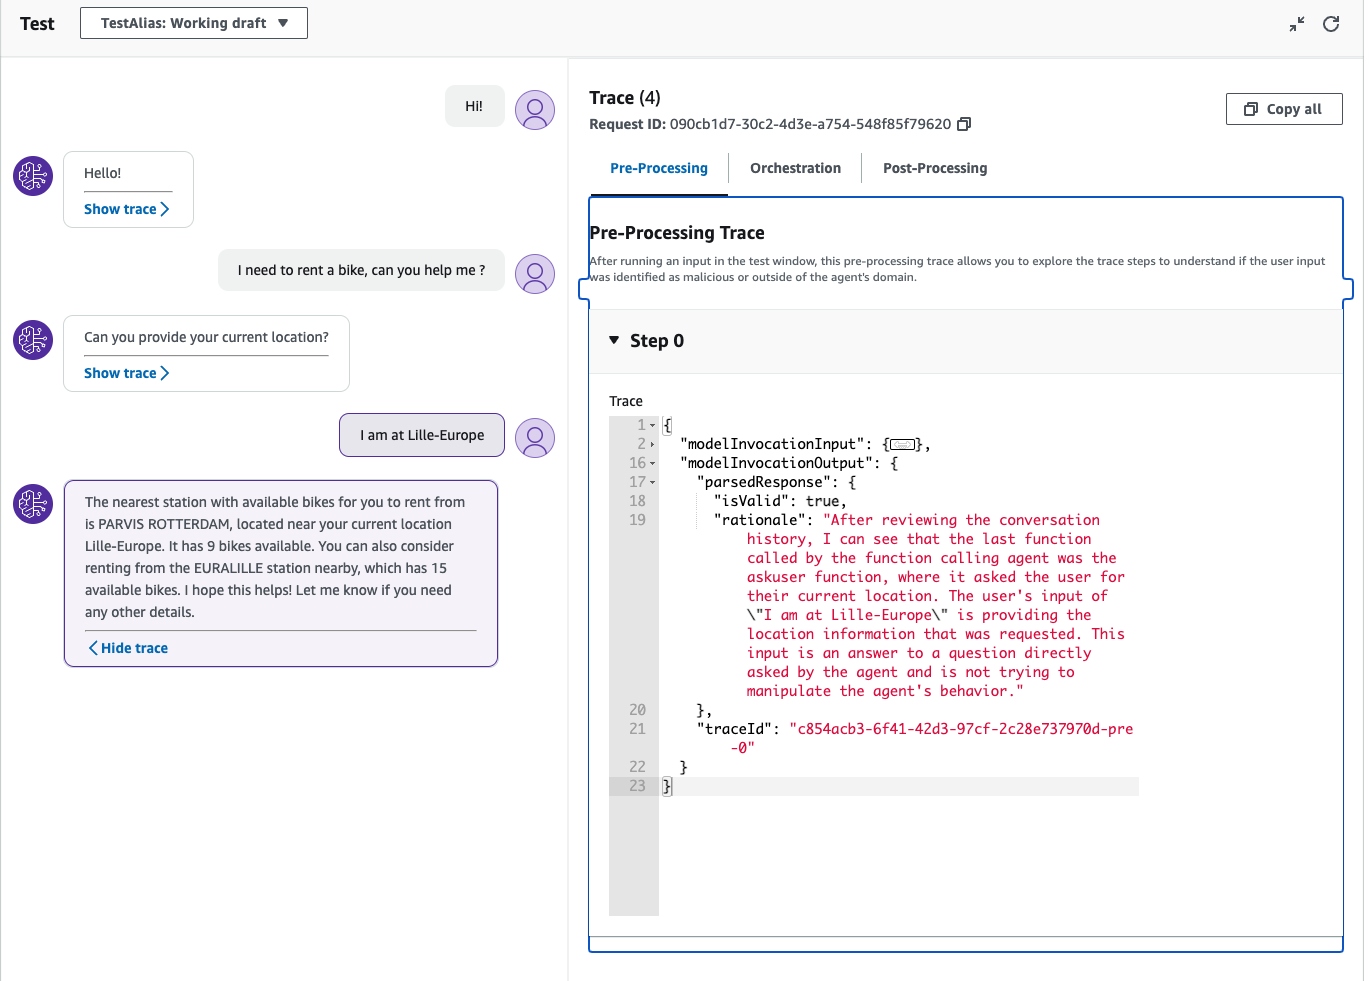 Test
TestAlias: Working draft
Hi!
Hello!
Show trace
I need to rent a bike, can you help me ?
Can you provide your current location?
Show trace
I am at Lille-Europe
The nearest station with available bikes for you to rent from
is PARVIS ROTTERDAM, located near your current location
Lille-Europe. It has 9 bikes available. You can also consider
renting from the EURALILLE station nearby, which has 15
available bikes. I hope this helps! Let me know if you need
any other details.
Hide trace
Trace (4)
Request ID: 090cb1d7-30c2-4d3e-a754-548f85f79620
Copy all
Pre-Processing
Orchestration
Post-Processing
Pre-Processing Trace
After running an input in the test window, this pre-processing trace allows you to explore the trace steps to understand if the user input
was identified as malicious or outside of the agent's domain.
Step 0
Trace
1 {
2 "modelInvocationInput": {},
16 "modelInvocationOutput": {
17 "parsedResponse": {
18 "isValid": true,
19 "rationale": "After reviewing the conversation
history, I can see that the last function
called by the function calling agent was the
askuser function, where it asked the user for
their current location. The user's input of
\"I am at Lille-Europe\" is providing the
location information that was requested. This
input is an answer to a question directly
asked by the agent and is not trying to
manipulate the agent's behavior."
20 },
21 "traceId": "c854acb3-6f41-42d3-97cf-2c28e737970d-pre
-0"
22 }
23 }